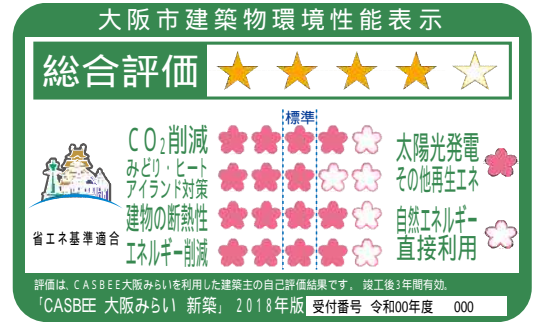 大阪市建築物環境性能表示
総合評価
標準
CO₂削減
みどり・ヒート
アイランド対策
建物の断熱性
エネルギー削減
太陽光発電
その他再生エネ
自然エネルギー
直接利用
省エネ基準適合
評価は、CASBEE大阪みらいを利用した建築主の自己評価結果です。 竣工後3年間有効。
「CASBEE 大阪みらい 新築」 2018年版 受付番号 令和00年度 000